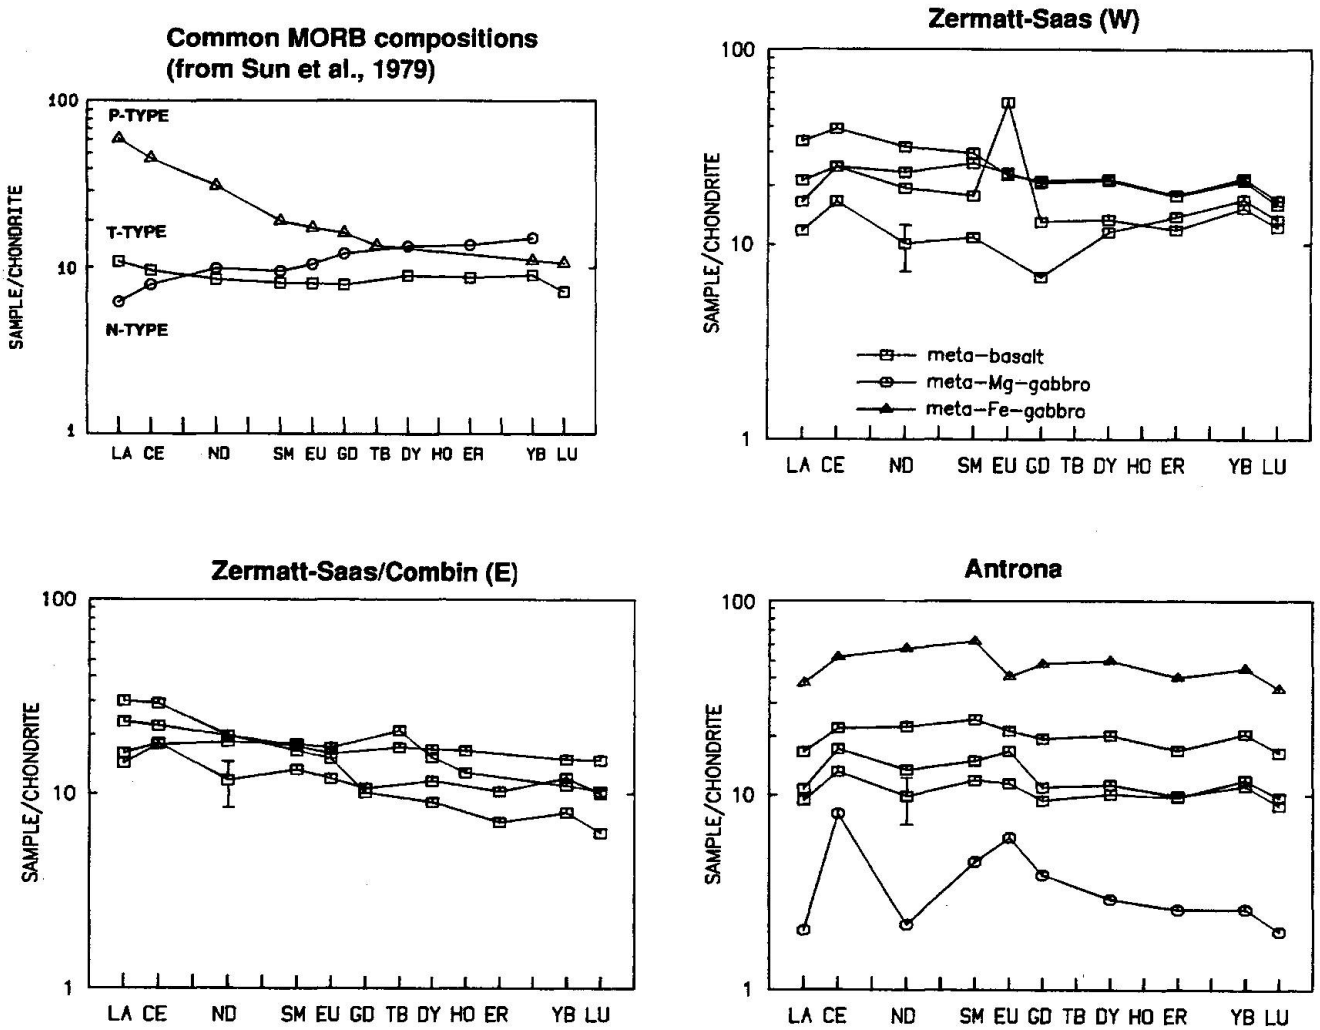 Common MORB compositions
(from Sun et al., 1979)
100
P-TYPE
T-TYPE
10
N-TYPE
1
SAMPLE/CHONDRITE
LA CE ND SM EU GD TB DY HO ER YB LU
Zermatt-Saas (W)
100
10
1
SAMPLE/CHONDRITE
meta-basalt
meta-Mg-gabbro
meta-Fe-gabbro
LA CE ND SM EU GD TB DY HO ER YB LU
Zermatt-Saas/Combin (E)
100
10
1
SAMPLE/CHONDRITE
LA CE ND SM EU GD TB DY HO ER YB LU
Antrona
100
10
1
SAMPLE/CHONDRITE
LA CE ND SM EU GD TB DY HO ER YB LU